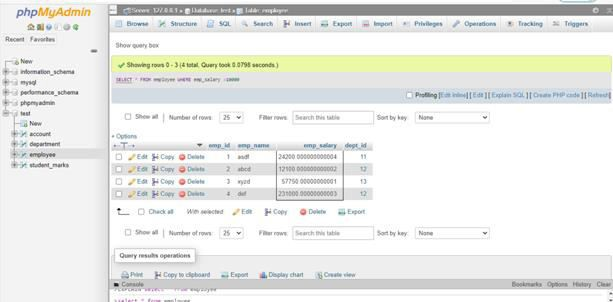 phpMyAdmin
Recent Favorites
New
information_schema
mysql
performance_schema
phpmyadmin
test
New
account
department
employee
student_marks
Server: 127.0.0.1 » Database: test » Table: employee
Browse Structure SQL Search Insert Export Import Privileges Operations Tracking Triggers
Show query box
Showing rows 0 - 3 (4 total, Query took 0.0798 seconds.)
SELECT * FROM employee WHERE emp_salary >10000
Profiling [Edit inline] [ Edit ] [ Explain SQL ] [ Create PHP code ] [ Refresh]
Show all Number of rows: 25 Filter rows: Search this table Sort by key: None
+ Options
emp_id emp_name emp_salary dept_id
Edit Copy Delete 1 asdf 24200.000000000004 11
Edit Copy Delete 2 abcd 12100.000000000002 12
Edit Copy Delete 3 xyzd 57750.000000000001 13
Edit Copy Delete 4 def 231000.00000000003 12
Check all With selected: Edit Copy Delete Export
Show all Number of rows: 25 Filter rows: Search this table Sort by key: None
Query results operations
Print Copy to clipboard Export Display chart Create view
Console Bookmarks Options History Clear
>EXPLAIN select * from employee
>select * from employee